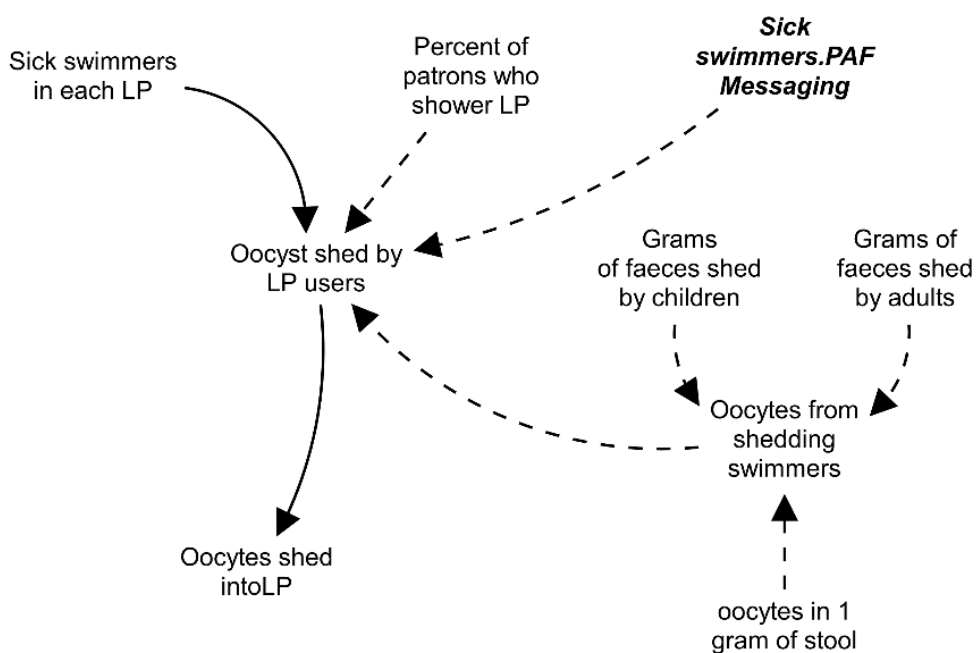 Sick swimmers
in each LP
Percent of
patrons who
shower LP
Sick
swimmers.PAF
Messaging
Oocyst shed by
LP users
Grams
of faeces shed
by children
Grams of
faeces shed
by adults
Oocytes from
shedding
swimmers
Oocytes shed
intoLP
oocytes in 1
gram of stool